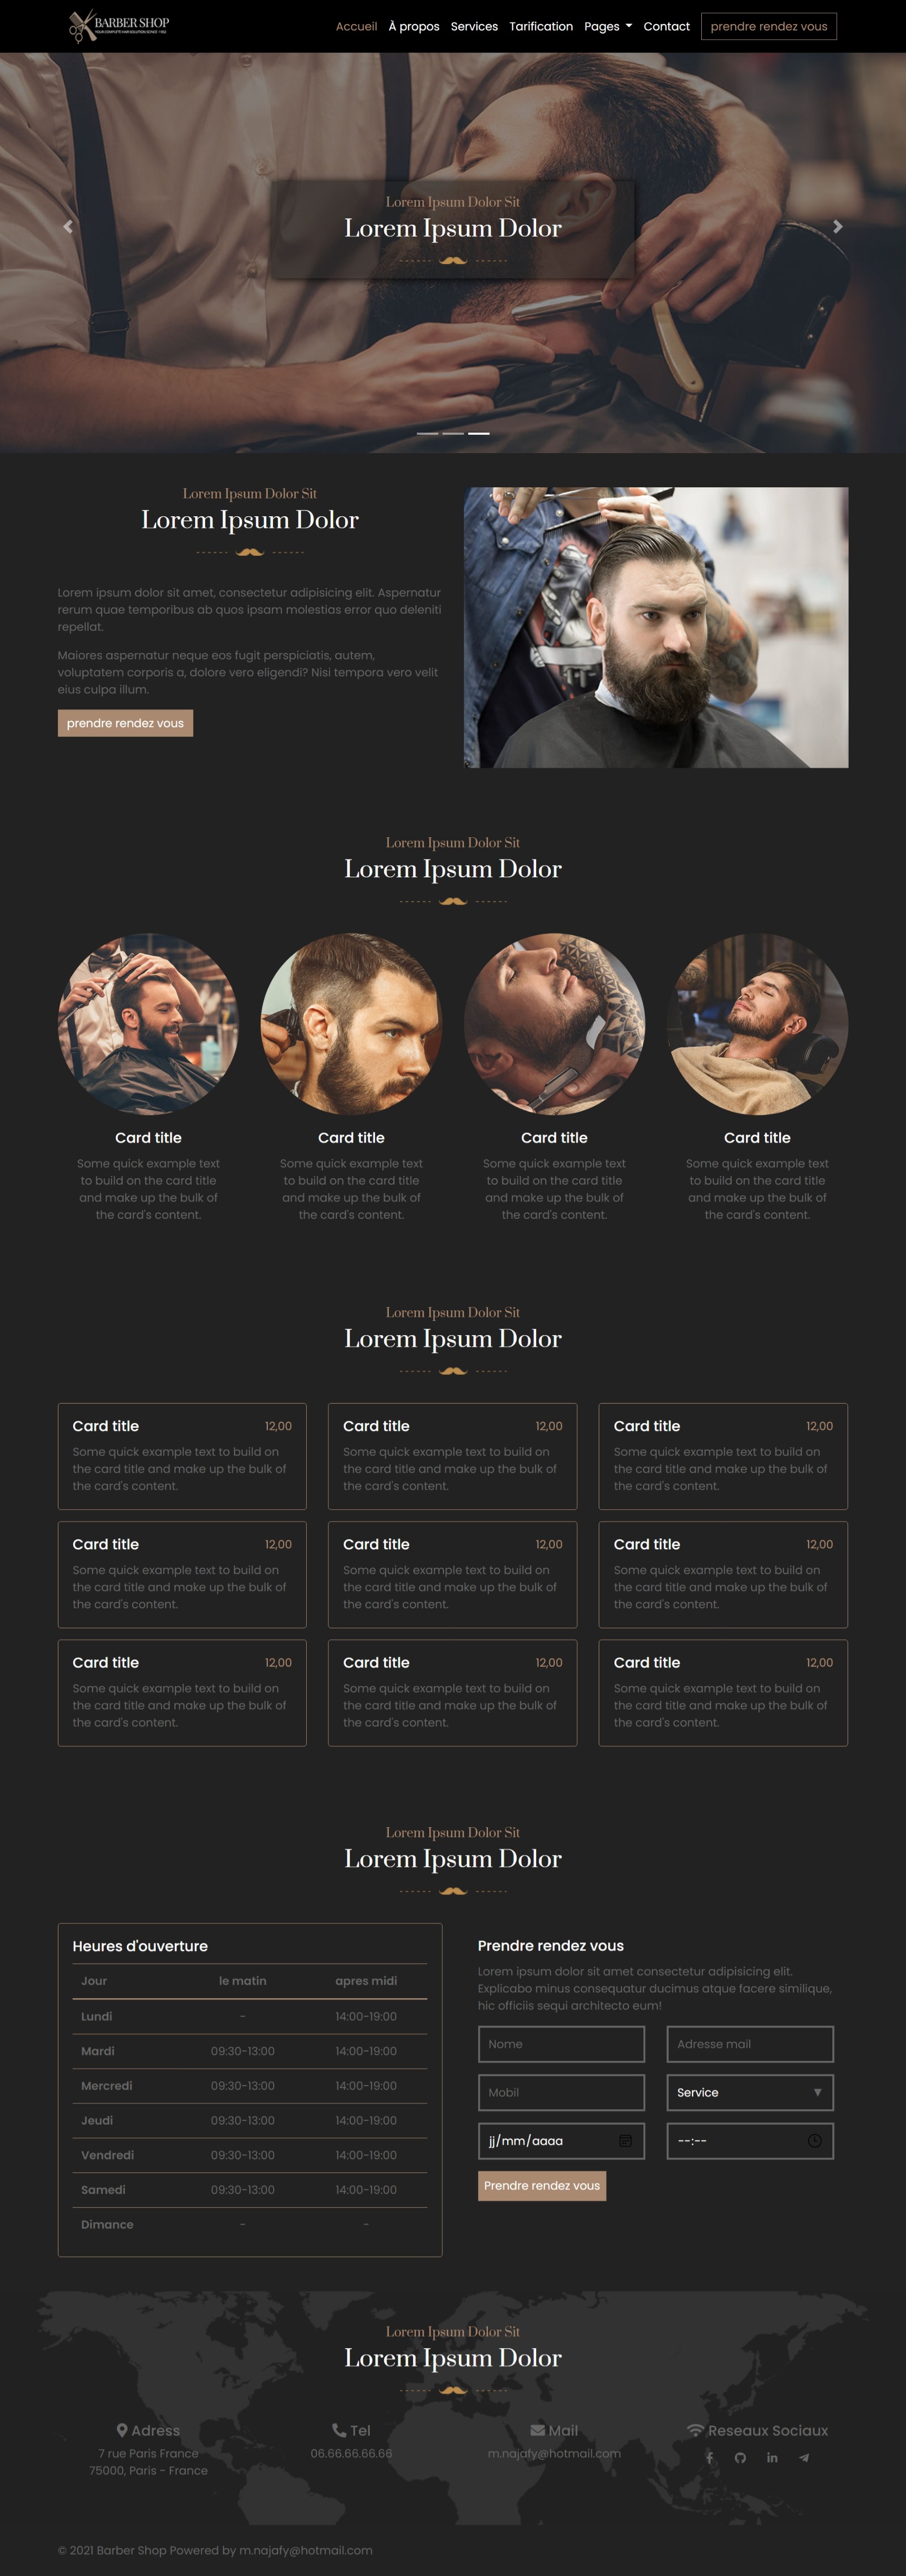 BARBER SHOP
YOUR COMPLETE HAIR SOLUTION SINCE 1982
Accueil À propos Services Tarification Pages Contact prendre rendez vous
Lorem Ipsum Dolor Sit
Lorem Ipsum Dolor
Lorem Ipsum Dolor Sit
Lorem Ipsum Dolor
Lorem ipsum dolor sit amet, consectetur adipisicing elit. Aspernatur
rerum quae temporibus ab quos ipsam molestias error quo deleniti
repellat.
Maiores aspernatur neque eos fugit perspiciatis, autem,
voluptatem corporis a, dolore vero eligendi? Nisi tempora vero velit
eius culpa illum.
prendre rendez vous
Lorem Ipsum Dolor Sit
Lorem Ipsum Dolor
Card title
Some quick example text
to build on the card title
and make up the bulk of
the card's content.
Card title
Some quick example text
to build on the card title
and make up the bulk of
the card's content.
Card title
Some quick example text
to build on the card title
and make up the bulk of
the card's content.
Card title
Some quick example text
to build on the card title
and make up the bulk of
the card's content.
Lorem Ipsum Dolor Sit
Lorem Ipsum Dolor
Card title 12,00
Some quick example text to build on
the card title and make up the bulk of
the card's content.
Card title 12,00
Some quick example text to build on
the card title and make up the bulk of
the card's content.
Card title 12,00
Some quick example text to build on
the card title and make up the bulk of
the card's content.
Card title 12,00
Some quick example text to build on
the card title and make up the bulk of
the card's content.
Card title 12,00
Some quick example text to build on
the card title and make up the bulk of
the card's content.
Card title 12,00
Some quick example text to build on
the card title and make up the bulk of
the card's content.
Card title 12,00
Some quick example text to build on
the card title and make up the bulk of
the card's content.
Card title 12,00
Some quick example text to build on
the card title and make up the bulk of
the card's content.
Card title 12,00
Some quick example text to build on
the card title and make up the bulk of
the card's content.
Lorem Ipsum Dolor Sit
Lorem Ipsum Dolor
Heures d'ouverture
Jour le matin apres midi
Lundi - 14:00-19:00
Mardi 09:30-13:00 14:00-19:00
Mercredi 09:30-13:00 14:00-19:00
Jeudi 09:30-13:00 14:00-19:00
Vendredi 09:30-13:00 14:00-19:00
Samedi 09:30-13:00 14:00-19:00
Dimance - -
Prendre rendez vous
Lorem ipsum dolor sit amet consectetur adipisicing elit.
Explicabo minus consequatur ducimus atque facere similique,
hic officiis sequi architecto eum!
Nome Adresse mail
Mobil Service
jj/mm/aaaa --:--
Prendre rendez vous
Lorem Ipsum Dolor Sit
Lorem Ipsum Dolor
Adress
7 rue Paris France
75000, Paris - France
Tel
06.66.66.66.66
Mail
m.najafy@hotmail.com
Reseaux Sociaux
© 2021 Barber Shop Powered by m.najafy@hotmail.com